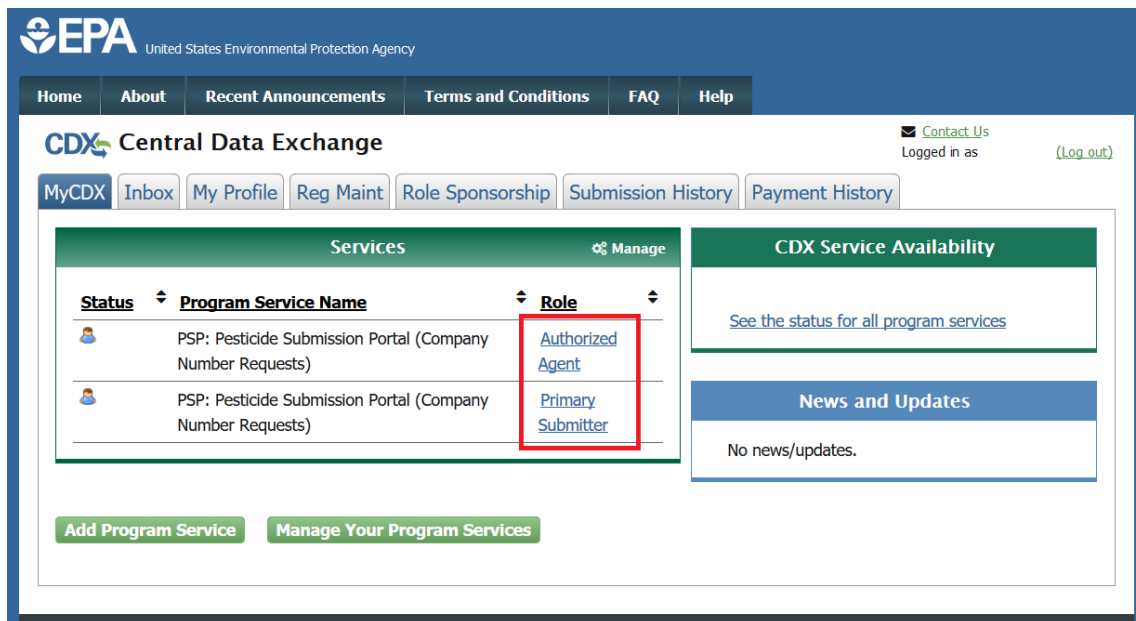 EPA United States Environmental Protection Agency
Home About Recent Announcements Terms and Conditions FAQ Help
CDX Central Data Exchange
Contact Us
Logged in as (Log out)
MyCDX Inbox My Profile Reg Maint Role Sponsorship Submission History Payment History
Services Manage
Status Program Service Name Role
PSP: Pesticide Submission Portal (Company Authorized
Number Requests) Agent
PSP: Pesticide Submission Portal (Company Primary
Number Requests) Submitter
CDX Service Availability
See the status for all program services
News and Updates
No news/updates.
Add Program Service Manage Your Program Services